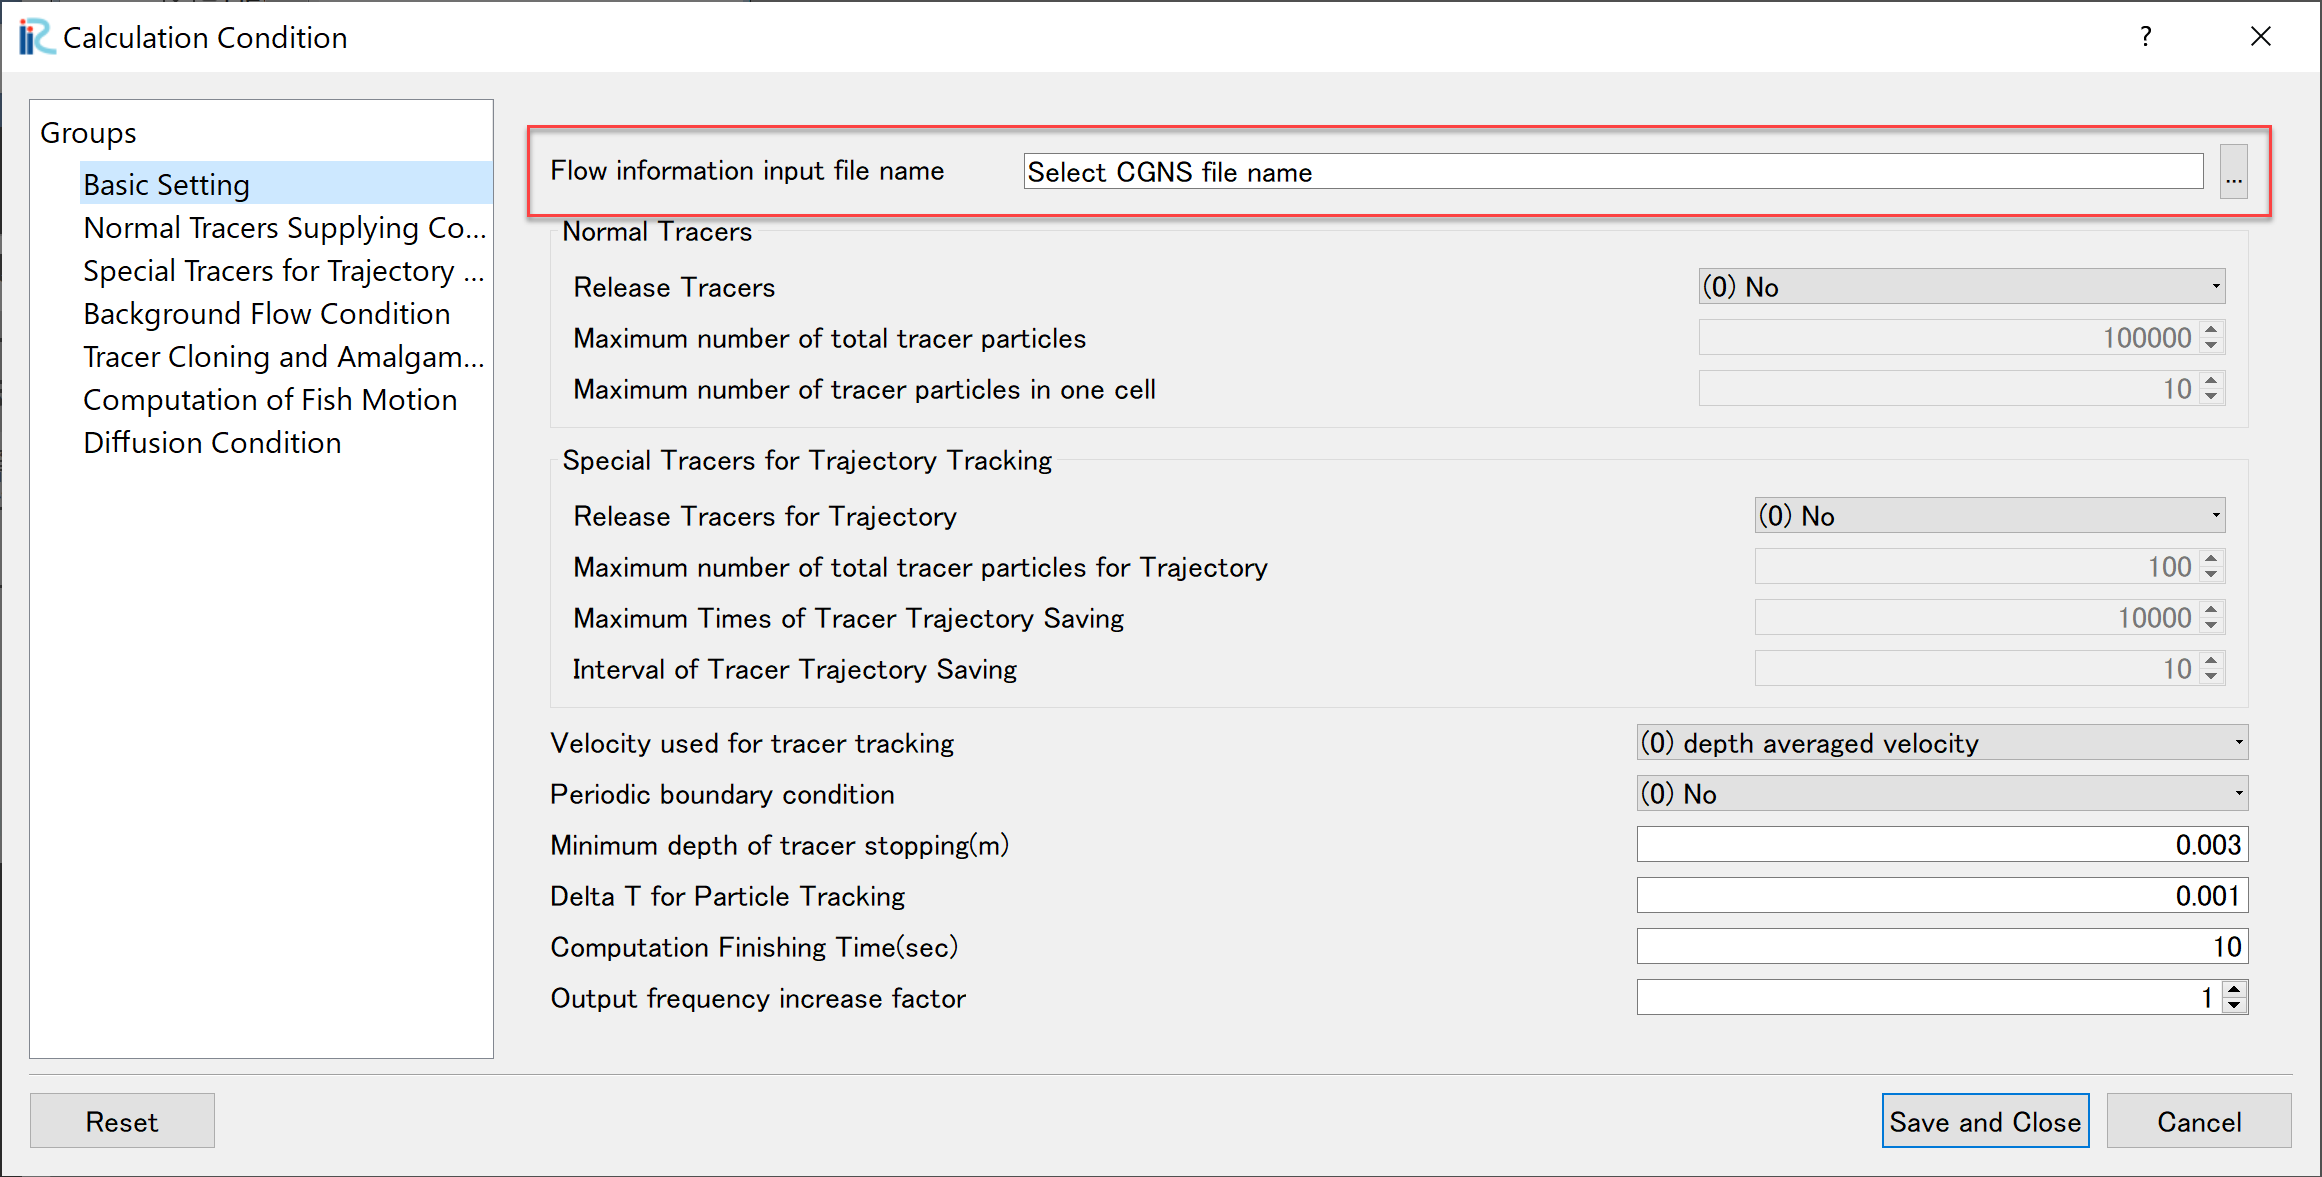 iRIC Calculation Condition
?
Groups
Basic Setting
Normal Tracers Supplying Co...
Special Tracers for Trajectory ...
Background Flow Condition
Tracer Cloning and Amalgam...
Computation of Fish Motion
Diffusion Condition
Flow information input file name Select CGNS file name ...
Normal Tracers
Release Tracers (0) No
Maximum number of total tracer particles 100000
Maximum number of tracer particles in one cell 10
Special Tracers for Trajectory Tracking
Release Tracers for Trajectory (0) No
Maximum number of total tracer particles for Trajectory 100
Maximum Times of Tracer Trajectory Saving 10000
Interval of Tracer Trajectory Saving 10
Velocity used for tracer tracking (0) depth averaged velocity
Periodic boundary condition (0) No
Minimum depth of tracer stopping(m) 0.003
Delta T for Particle Tracking 0.001
Computation Finishing Time(sec) 10
Output frequency increase factor 1
Reset Save and Close Cancel